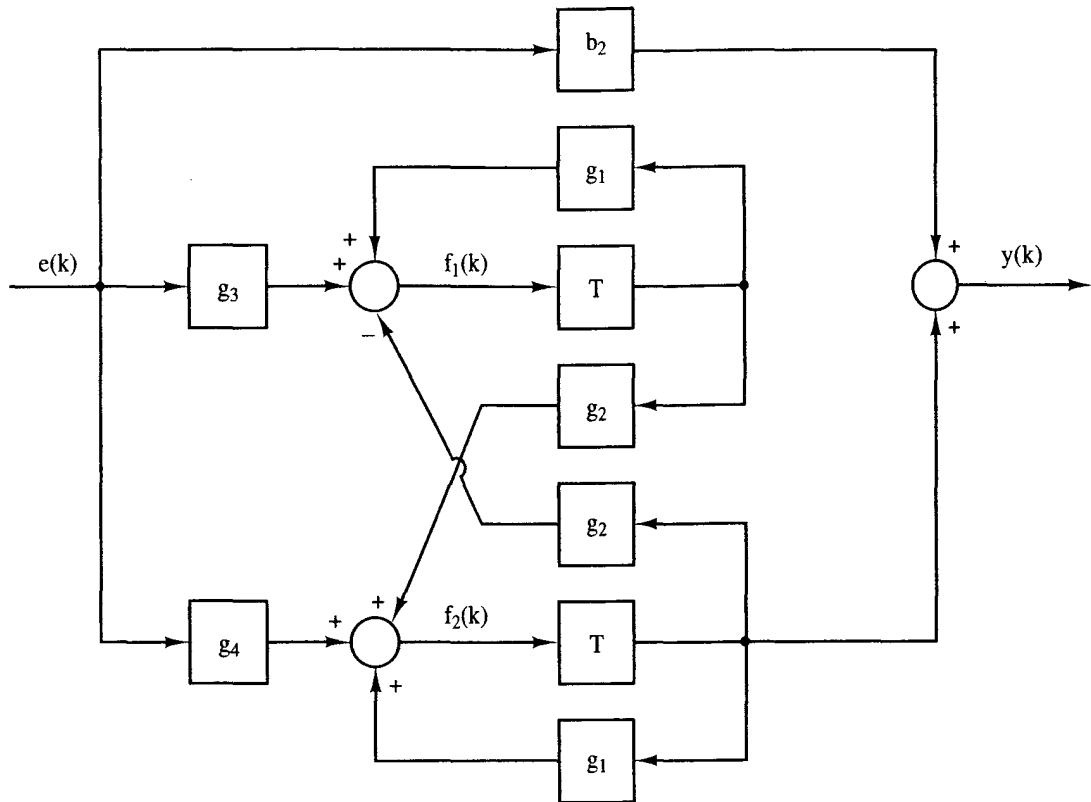 b₂
+
g₁
+
+
e(k)
g₃
f₁(k)
T
y(k)
−
+
g₂
g₂
+
+
f₂(k)
g₄
T
+
g₁